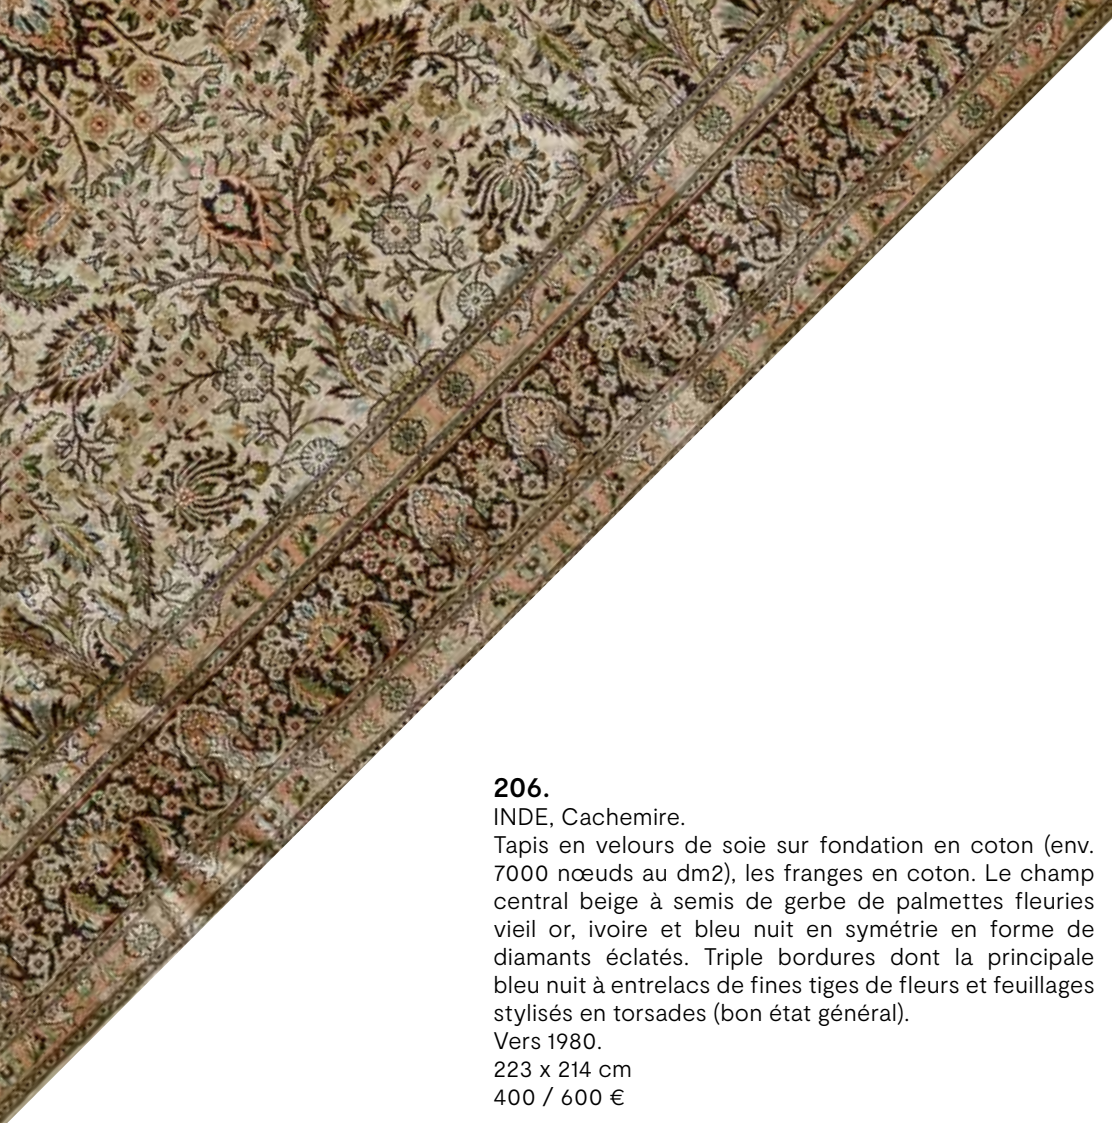 206.
INDE, Cachemire.
Tapis en velours de soie sur fondation en coton (env.
7000 nœuds au dm2), les franges en coton. Le champ
central beige à semis de gerbe de palmettes fleuries
vieil or, ivoire et bleu nuit en symétrie en forme de
diamants éclatés. Triple bordures dont la principale
bleu nuit à entrelacs de fines tiges de fleurs et feuillages
stylisés en torsades (bon état général).
Vers 1980.
223 x 214 cm
400 / 600 €